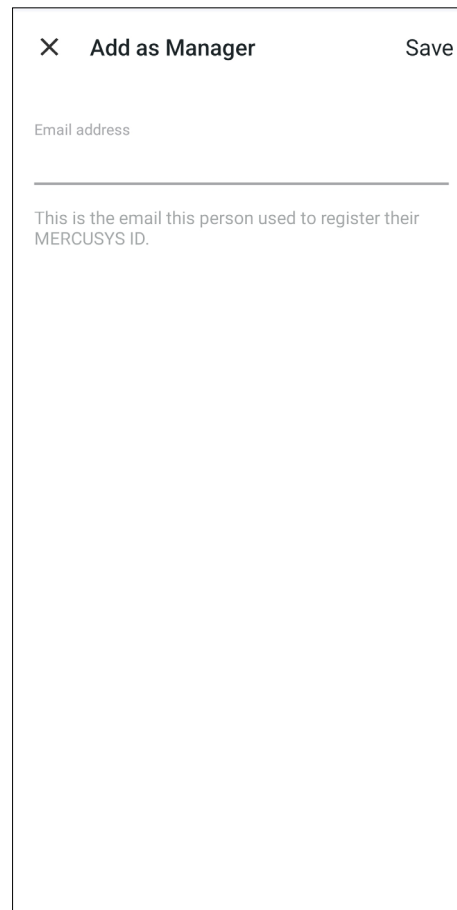 Add as Manager Save
Email address
This is the email this person used to register their
MERCUSYS ID.